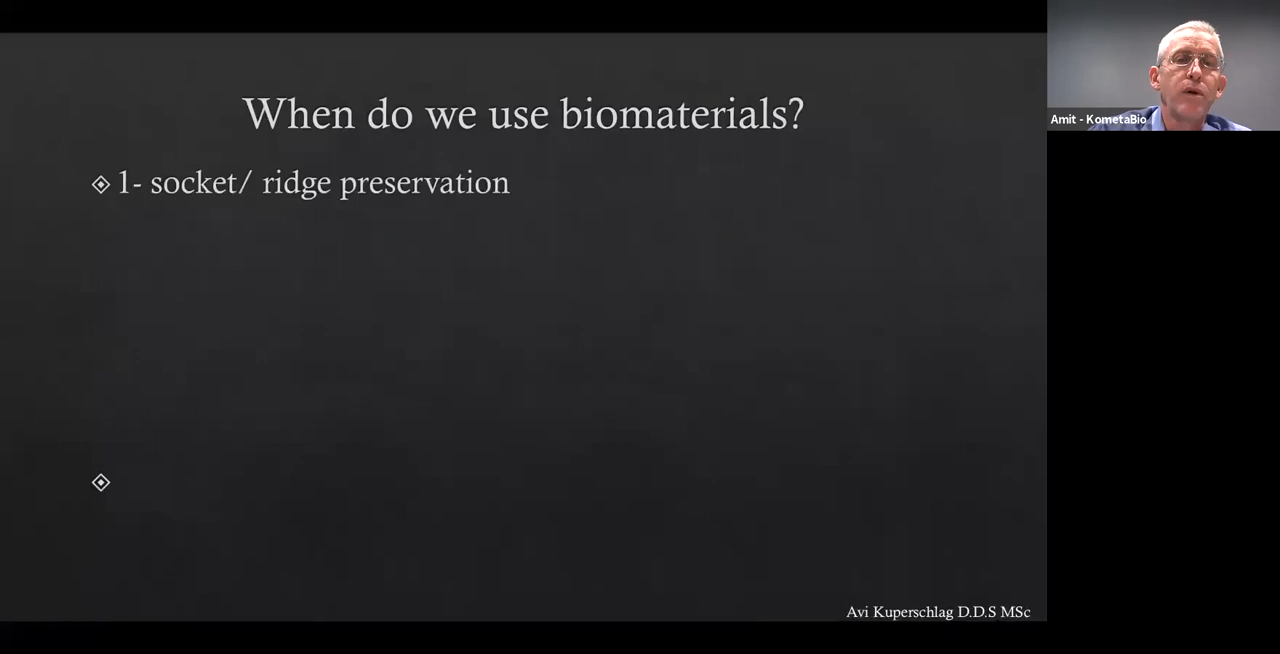 When do we use biomaterials?
1- socket/ ridge preservation
Avi Kuperschlag D.D.S MSc
Amit - KometaBio